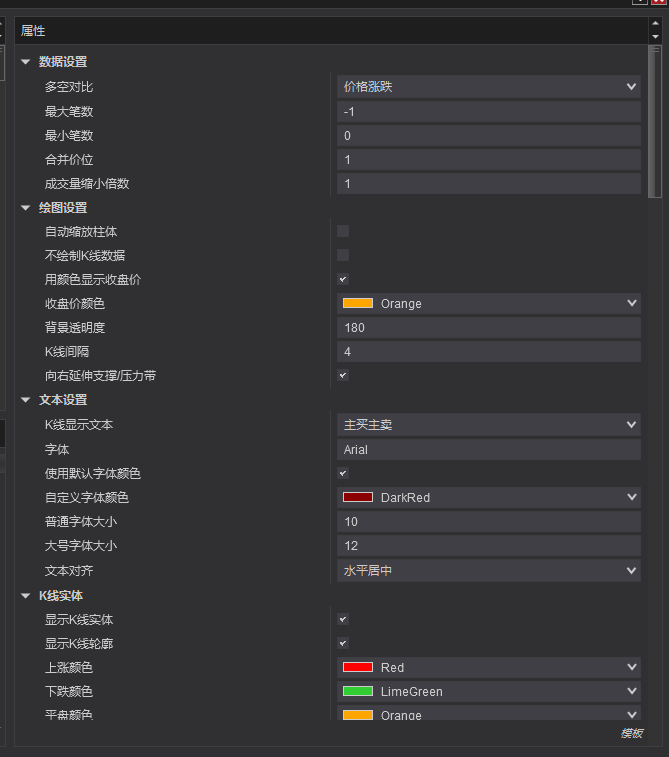 属性
数据设置
多空对比 价格涨跌
最大笔数 -1
最小笔数 0
合并价位 1
成交量缩小倍数 1
绘图设置
自动缩放柱体
不绘制K线数据
用颜色显示收盘价
收盘价颜色 Orange
背景透明度 180
K线间隔 4
向右延伸支撑/压力带
文本设置
K线显示文本 主买主卖
字体 Arial
使用默认字体颜色
自定义字体颜色 DarkRed
普通字体大小 10
大号字体大小 12
文本对齐 水平居中
K线实体
显示K线实体
显示K线轮廓
上涨颜色 Red
下跌颜色 LimeGreen
平盘颜色 Orange
模板